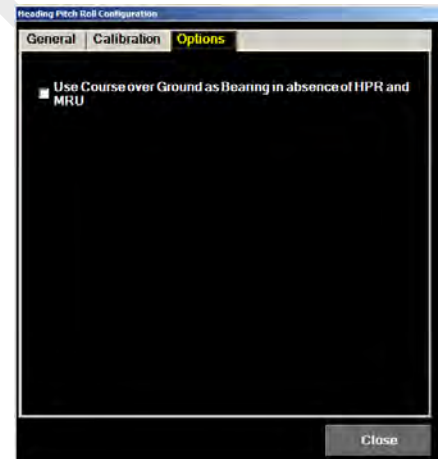 Heading Pitch Roll Configuration
General Calibration Options
Use Course over Ground as Bearing in absence of HPR and
MRU
Close